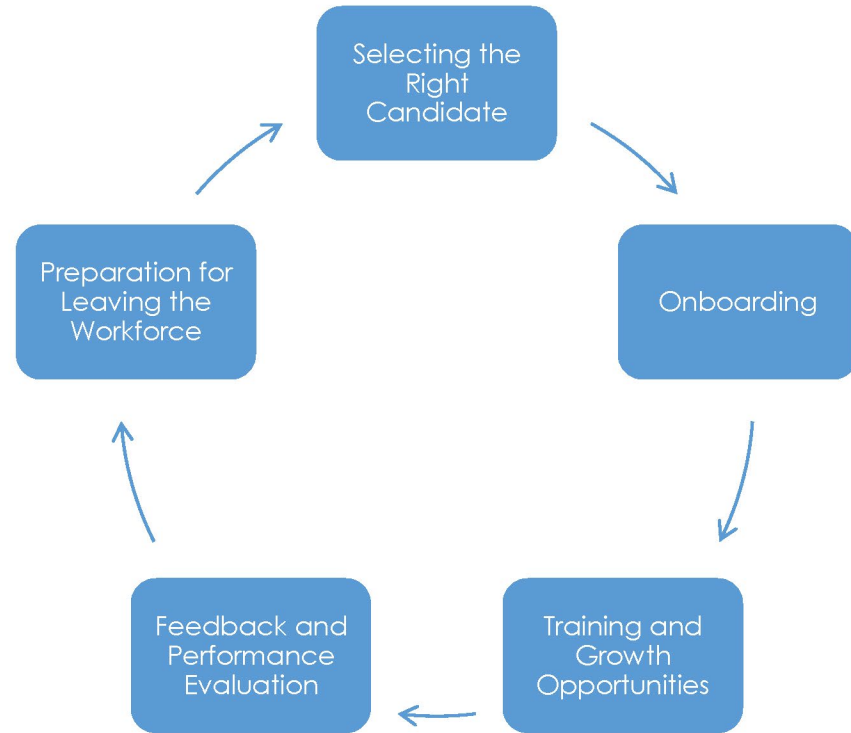 Selecting the
Right
Candidate
Onboarding
Training and
Growth
Opportunities
Feedback and
Performance
Evaluation
Preparation for
Leaving the
Workforce